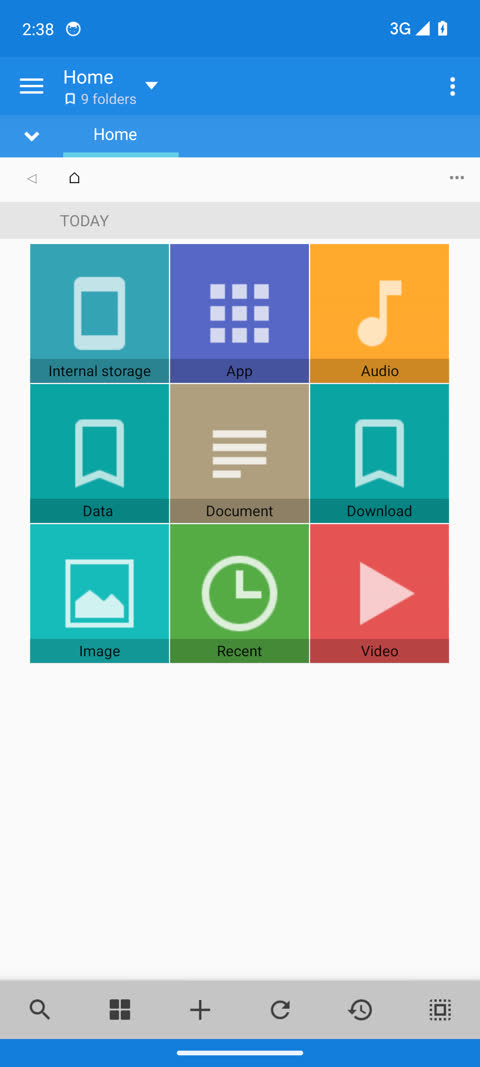 2:38
3G
Home
9 folders
Home
TODAY
Internal storage
App
Audio
Data
Document
Download
Image
Recent
Video